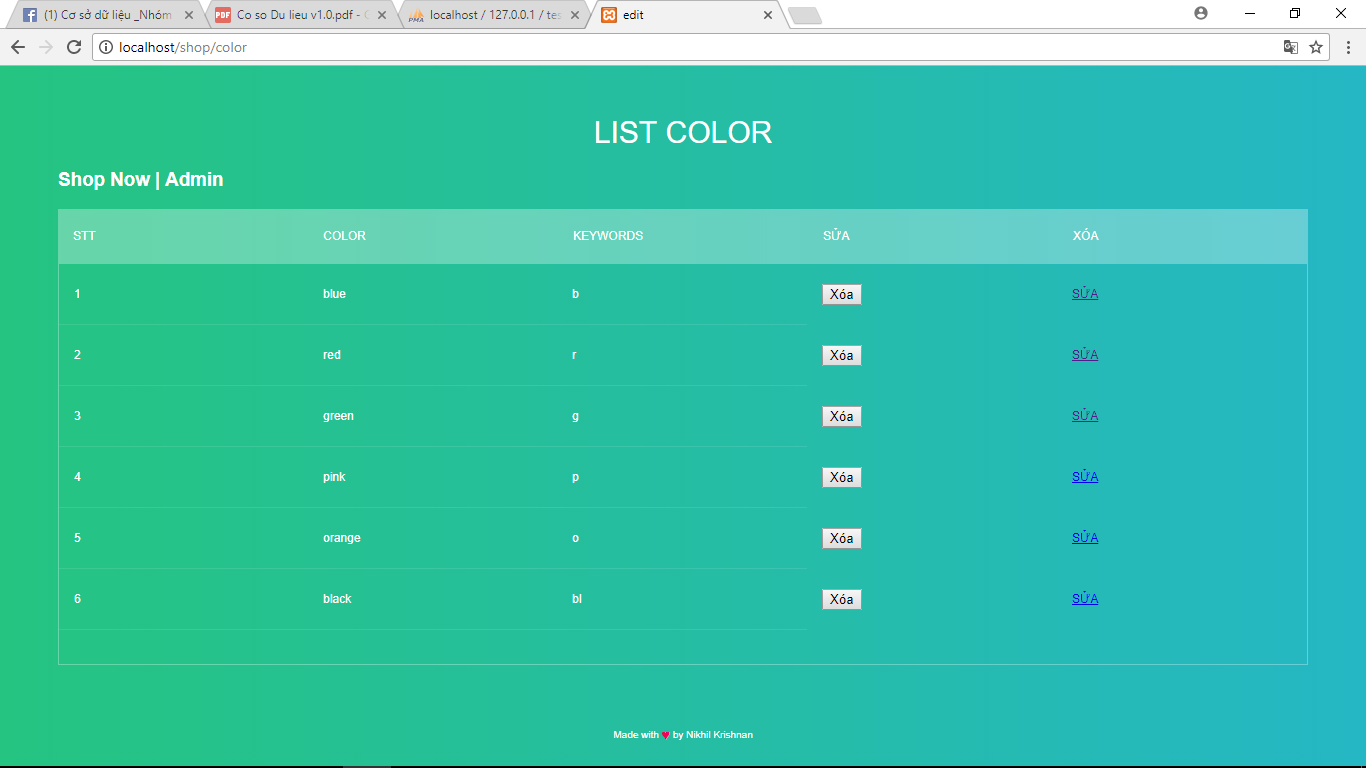 (1) Cơ sở dữ liệu _Nhóm
PDF Co so Du lieu v1.0.pdf - 
PMA localhost / 127.0.0.1 / tes
edit
localhost/shop/color
LIST COLOR
Shop Now | Admin
STT COLOR KEYWORDS SỬA XÓA
1 blue b Xóa SỬA
2 red r Xóa SỬA
3 green g Xóa SỬA
4 pink p Xóa SỬA
5 orange o Xóa SỬA
6 black bl Xóa SỬA
Made with ♥ by Nikhil Krishnan